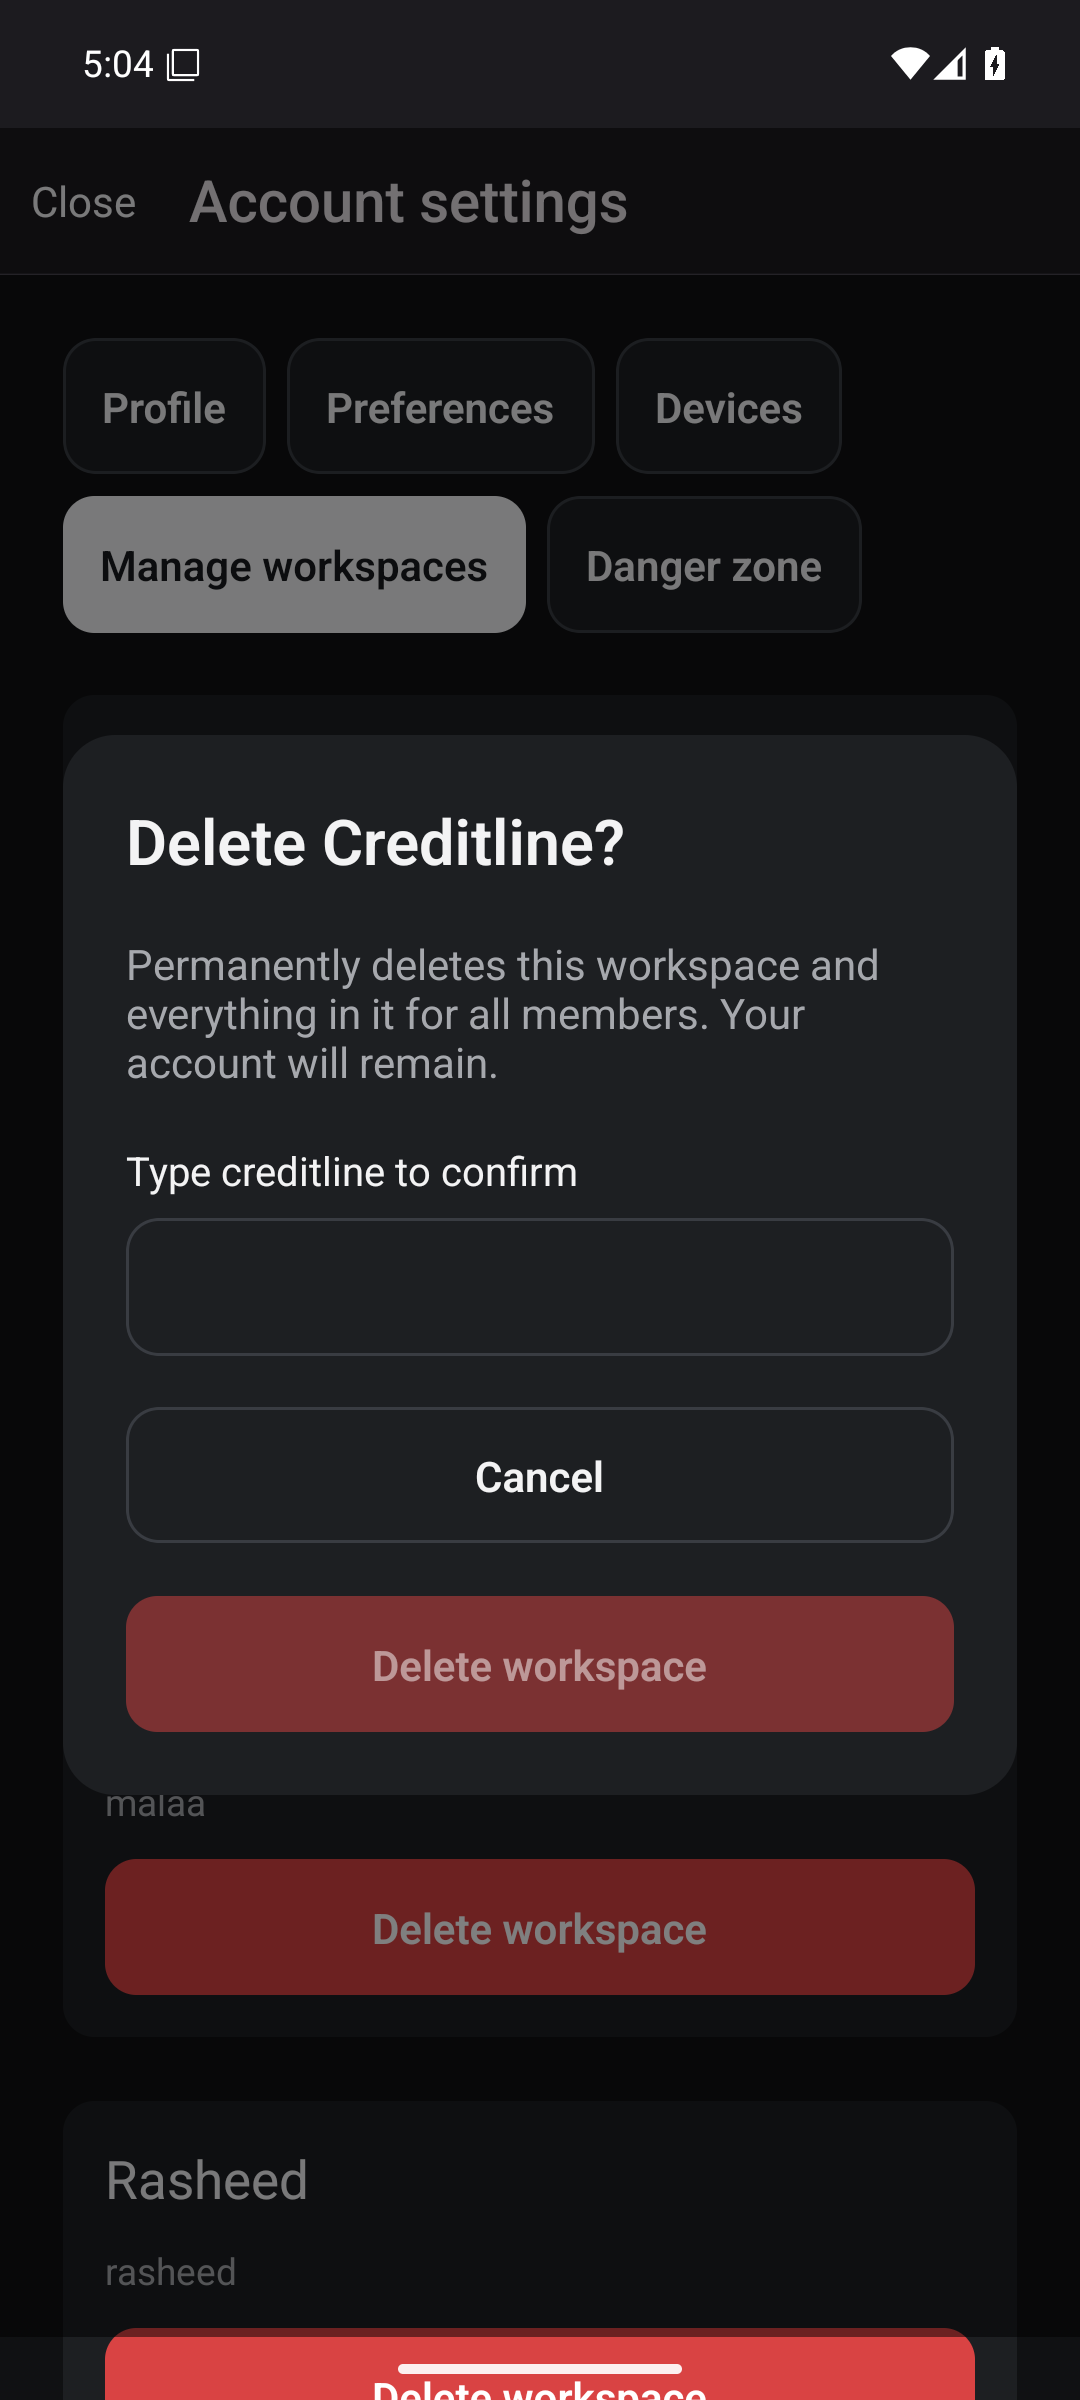 5:04
Close Account settings
Profile Preferences Devices
Manage workspaces Danger zone
Delete Creditline?
Permanently deletes this workspace and
everything in it for all members. Your
account will remain.
Type creditline to confirm
Cancel
Delete workspace
malaa
Delete workspace
Rasheed
rasheed
Delete workspace